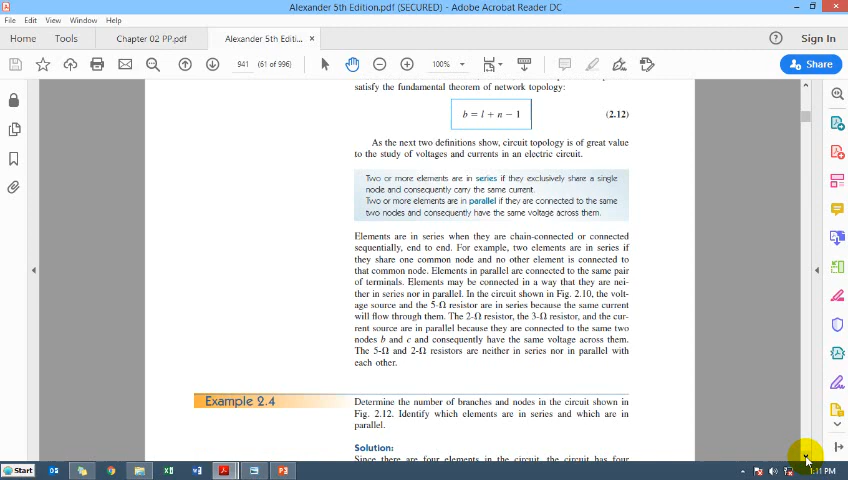 Alexander 5th Edition.pdf (SECURED) - Adobe Acrobat Reader DC
File Edit View Window Help
Home Tools Chapter 02 PP.pdf Alexander 5th Editi... × Sign In
941 (61 of 996) 100% Share
satisfy the fundamental theorem of network topology:
b = l + n − 1 (2.12)
As the next two definitions show, circuit topology is of great value
to the study of voltages and currents in an electric circuit.
Two or more elements are in series if they exclusively share a single
node and consequently carry the same current.
Two or more elements are in parallel if they are connected to the same
two nodes and consequently have the same voltage across them.
Elements are in series when they are chain-connected or connected
sequentially, end to end. For example, two elements are in series if
they share one common node and no other element is connected to
that common node. Elements in parallel are connected to the same pair
of terminals. Elements may be connected in a way that they are nei-
ther in series nor in parallel. In the circuit shown in Fig. 2.10, the volt-
age source and the 5-Ω resistor are in series because the same current
will flow through them. The 2-Ω resistor, the 3-Ω resistor, and the cur-
rent source are in parallel because they are connected to the same two
nodes b and c and consequently have the same voltage across them.
The 5-Ω and 2-Ω resistors are neither in series nor in parallel with
each other.
Example 2.4
Determine the number of branches and nodes in the circuit shown in
Fig. 2.12. Identify which elements are in series and which are in
parallel.
Solution:
Since there are four elements in the circuit, the circuit has four
Start
:11 PM